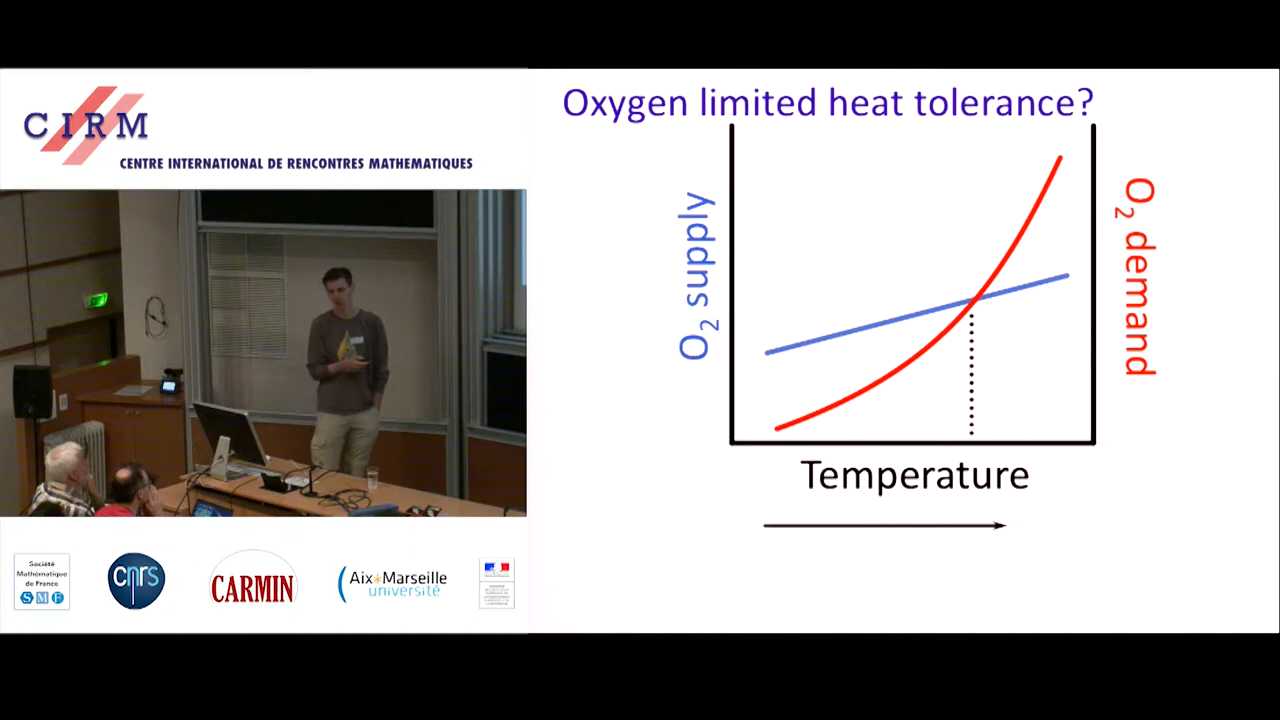 CIRM
CENTRE INTERNATIONAL DE RENCONTRES MATHEMATIQUES
Société
Mathématique
de France
SMF
cnrs
CARMIN
Aix*Marseille
université
Oxygen limited heat tolerance?
O₂ supply
O₂ demand
Temperature